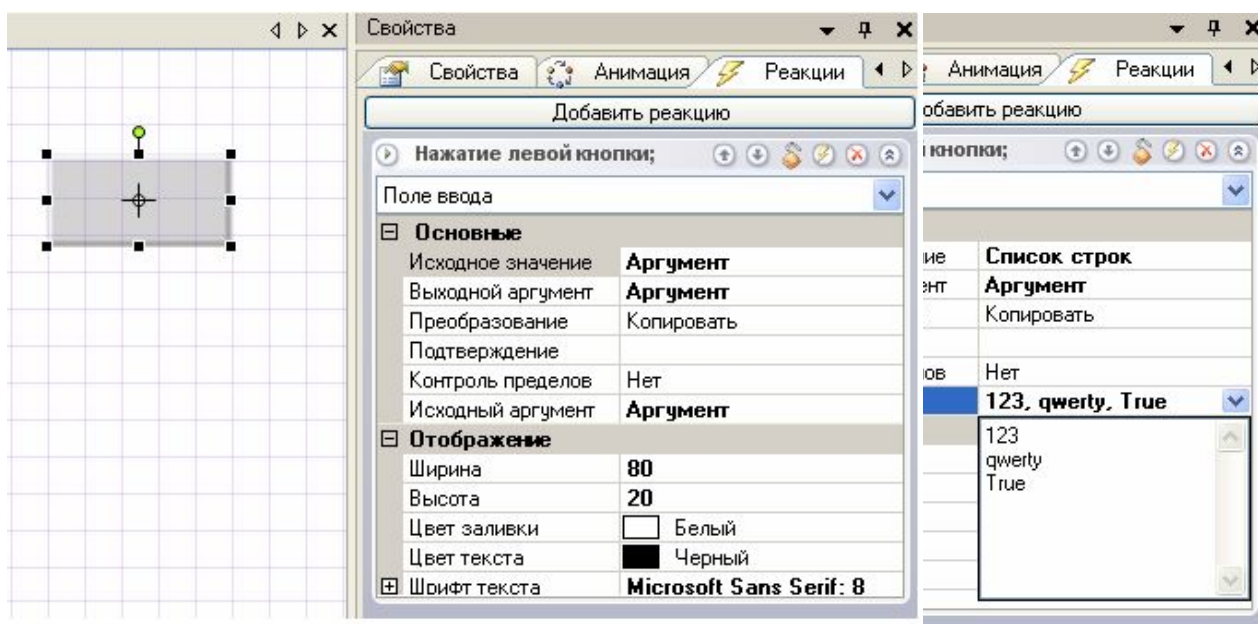 Свойства
Свойства Анимация Реакции
Добавить реакцию
Нажатие левой кнопки;
Поле ввода
Основные
Исходное значение Аргумент
Выходной аргумент Аргумент
Преобразование Копировать
Подтверждение
Контроль пределов Нет
Исходный аргумент Аргумент
Отображение
Ширина 80
Высота 20
Цвет заливки Белый
Цвет текста Черный
Шрифт текста Microsoft Sans Serif: 8
Анимация Реакции
обавить реакцию
кнопки;
ие Список строк
ент Аргумент
Копировать
ов Нет
123, qwerty, True
123
qwerty
True